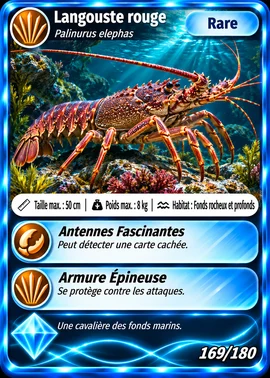 Langouste rouge
Palinurus elephas
Rare
Taille max. : 50 cm | Poids max. : 8 kg | Habitat : Fonds rocheux et profonds
Antennes Fascinantes
Peut détecter une carte cachée.
Armure Épineuse
Se protège contre les attaques.
Une cavalière des fonds marins.
169/180